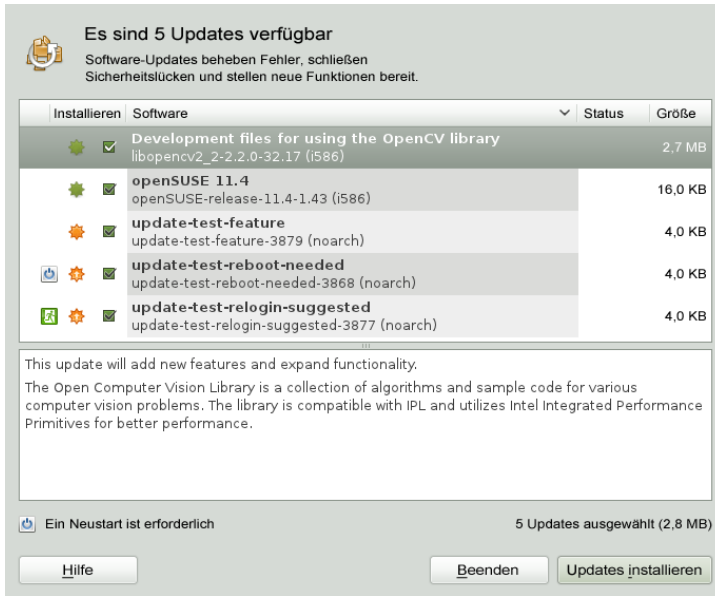 Es sind 5 Updates verfügbar
Software-Updates beheben Fehler, schließen
Sicherheitslücken und stellen neue Funktionen bereit.
Installieren Software Status Größe
Development files for using the OpenCV library
libopencv2_2-2.2.0-32.17 (i586)
2,7 MB
openSUSE 11.4
openSUSE-release-11.4-1.43 (i586)
16,0 KB
update-test-feature
update-test-feature-3879 (noarch)
4,0 KB
update-test-reboot-needed
update-test-reboot-needed-3868 (noarch)
4,0 KB
update-test-relogin-suggested
update-test-relogin-suggested-3877 (noarch)
4,0 KB
This update will add new features and expand functionality.
The Open Computer Vision Library is a collection of algorithms and sample code for various
computer vision problems. The library is compatible with IPL and utilizes Intel Integrated Performance
Primitives for better performance.
Ein Neustart ist erforderlich
5 Updates ausgewählt (2,8 MB)
Hilfe
Beenden
Updates installieren